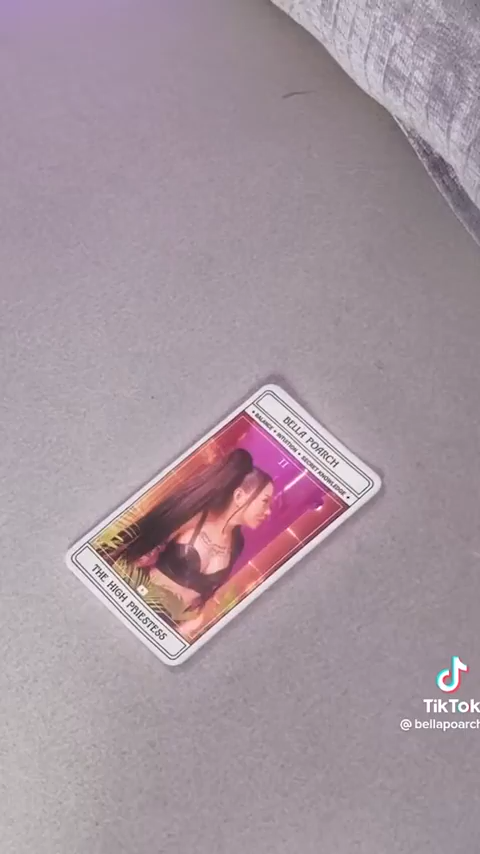 BELLA POARCH
• BALANCE • INTUITION • SECRET KNOWLEDGE •
II
THE HIGH PRIESTESS
TikTok
@bellapoarch